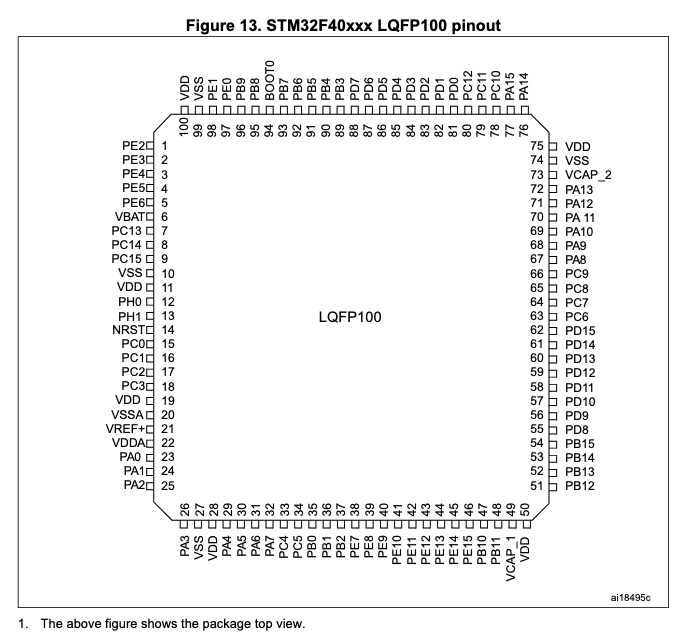 Figure 13. STM32F40xxx LQFP100 pinout
VDD VSS PE1 PE0 PB9 PB8 BOOT0 PB7 PB6 PB5 PB4 PB3 PD7 PD6 PD5 PD4 PD3 PD2 PD1 PD0 PC12 PC11 PC10 PA15 PA14
100 99 98 97 96 95 94 93 92 91 90 89 88 87 86 85 84 83 82 81 80 79 78 77 76
PE2 1 75 VDD
PE3 2 74 VSS
PE4 3 73 VCAP_2
PE5 4 72 PA13
PE6 5 71 PA12
VBAT 6 70 PA 11
PC13 7 69 PA10
PC14 8 68 PA9
PC15 9 67 PA8
VSS 10 66 PC9
VDD 11 65 PC8
PH0 12 64 PC7
PH1 13 LQFP100 63 PC6
NRST 14 62 PD15
PC0 15 61 PD14
PC1 16 60 PD13
PC2 17 59 PD12
PC3 18 58 PD11
VDD 19 57 PD10
VSSA 20 56 PD9
VREF+ 21 55 PD8
VDDA 22 54 PB15
PA0 23 53 PB14
PA1 24 52 PB13
PA2 25 51 PB12
26 27 28 29 30 31 32 33 34 35 36 37 38 39 40 41 42 43 44 45 46 47 48 49 50
PA3 VSS VDD PA4 PA5 PA6 PA7 PC4 PC5 PB0 PB1 PB2 PE7 PE8 PE9 PE10 PE11 PE12 PE13 PE14 PE15 PB10 PB11 VCAP_1 VDD
ai18495c
1. The above figure shows the package top view.